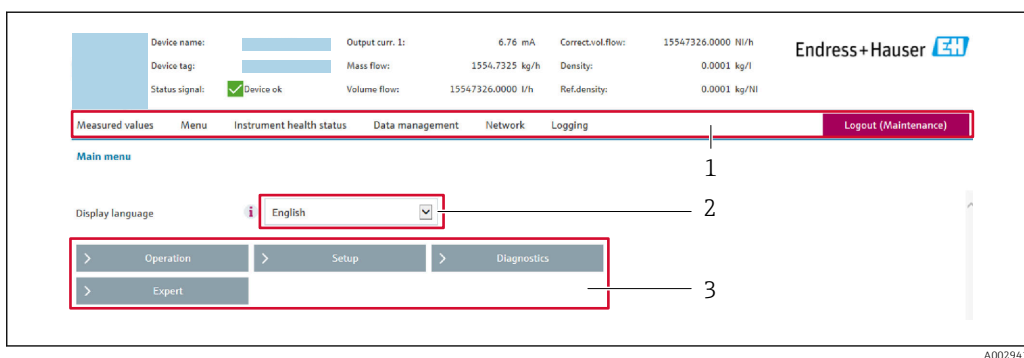 Device name: Output curr. 1: 6.76 mA Correct.vol.flow: 15547326.0000 Nl/h
Endress+Hauser EH
Device tag: Mass flow: 1554.7325 kg/h Density: 0.0001 kg/l
Status signal: Device ok Volume flow: 15547326.0000 l/h Ref.density: 0.0001 kg/Nl
Measured values Menu Instrument health status Data management Network Logging Logout (Maintenance)
1
Main menu
Display language i English 2
> Operation > Setup > Diagnostics
> Expert 3